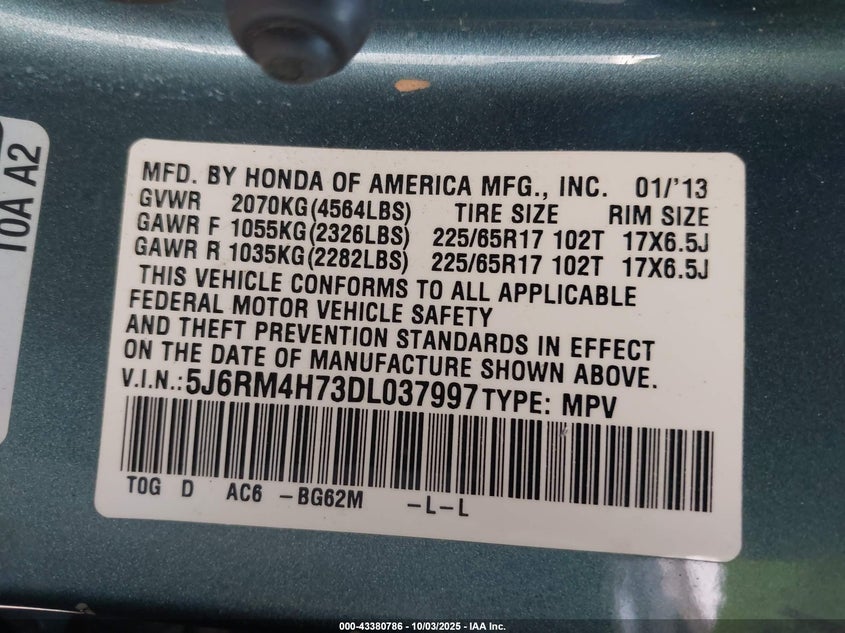 10A A2
MFD. BY HONDA OF AMERICA MFG., INC. 01/'13
GVWR 2070KG(4564LBS) TIRE SIZE RIM SIZE
GAWR F 1055KG(2326LBS) 225/65R17 102T 17X6.5J
GAWR R 1035KG(2282LBS) 225/65R17 102T 17X6.5J
THIS VEHICLE CONFORMS TO ALL APPLICABLE
FEDERAL MOTOR VEHICLE SAFETY
AND THEFT PREVENTION STANDARDS IN EFFECT
ON THE DATE OF MANUFACTURE SHOWN ABOVE.
V.I.N.:5J6RM4H73DL037997 TYPE: MPV
T0G D AC6 -BG62M -L-L
000-43380786 - 10/03/2025 - IAA Inc.